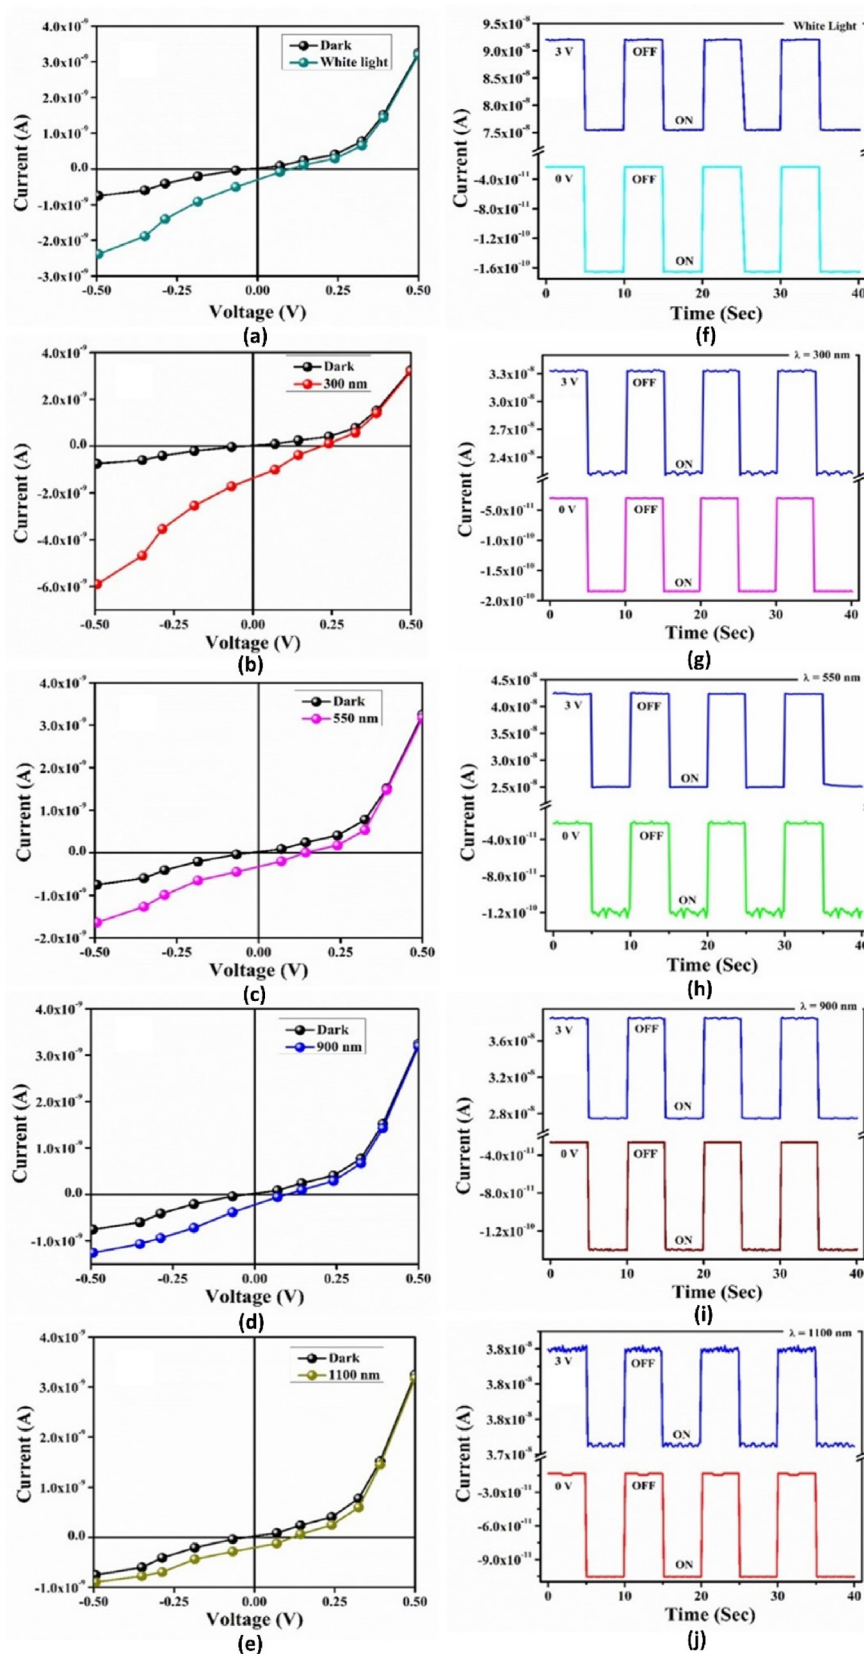 4.0x10⁻⁹
3.0x10⁻⁹
2.0x10⁻⁹
1.0x10⁻⁹
0.0
-1.0x10⁻⁹
-2.0x10⁻⁹
-3.0x10⁻⁹
Current (A)
Dark
White light
-0.50 -0.25 0.00 0.25 0.50
Voltage (V)
(a)
White Light
9.5x10⁻⁸
9.0x10⁻⁸
8.0x10⁻⁸
7.5x10⁻⁸
-4.0x10⁻¹¹
-8.0x10⁻¹¹
-1.2x10⁻¹⁰
-1.6x10⁻¹⁰
Current (A)
3 V
OFF
ON
0 V
OFF
ON
0 10 20 30 40
Time (Sec)
(f)
4.0x10⁻⁹
2.0x10⁻⁹
0.0
-2.0x10⁻⁹
-4.0x10⁻⁹
-6.0x10⁻⁹
Current (A)
Dark
300 nm
-0.50 -0.25 0.00 0.25 0.50
Voltage (V)
(b)
λ = 300 nm
3.3x10⁻⁸
3.0x10⁻⁸
2.7x10⁻⁸
2.4x10⁻⁸
-5.0x10⁻¹¹
-1.0x10⁻¹⁰
-1.5x10⁻¹⁰
-2.0x10⁻¹⁰
Current (A)
3 V
OFF
ON
0 V
OFF
ON
0 10 20 30 40
Time (Sec)
(g)
4.0x10⁻⁹
3.0x10⁻⁹
2.0x10⁻⁹
1.0x10⁻⁹
0.0
-1.0x10⁻⁹
-2.0x10⁻⁹
Current (A)
Dark
550 nm
-0.50 -0.25 0.00 0.25 0.50
Voltage (V)
(c)
λ = 550 nm
4.5x10⁻⁸
4.0x10⁻⁸
3.0x10⁻⁸
2.5x10⁻⁸
-4.0x10⁻¹¹
-8.0x10⁻¹¹
-1.2x10⁻¹⁰
Current (A)
3 V
OFF
ON
0 V
OFF
ON
0 10 20 30 40
Time (Sec)
(h)
4.0x10⁻⁹
3.0x10⁻⁹
2.0x10⁻⁹
1.0x10⁻⁹
0.0
-1.0x10⁻⁹
Current (A)
Dark
900 nm
-0.50 -0.25 0.00 0.25 0.50
Voltage (V)
(d)
λ = 900 nm
3.6x10⁻⁸
3.2x10⁻⁸
2.8x10⁻⁸
-4.0x10⁻¹¹
-8.0x10⁻¹¹
-1.2x10⁻¹⁰
Current (A)
3 V
OFF
ON
0 V
OFF
ON
0 10 20 30 40
Time (Sec)
(i)
4.0x10⁻⁹
3.0x10⁻⁹
2.0x10⁻⁹
1.0x10⁻⁹
0.0
-1.0x10⁻⁹
Current (A)
Dark
1100 nm
-0.50 -0.25 0.00 0.25 0.50
Voltage (V)
(e)
λ = 1100 nm
3.8x10⁻⁸
3.8x10⁻⁸
3.8x10⁻⁸
3.7x10⁻⁸
-3.0x10⁻¹¹
-6.0x10⁻¹¹
-9.0x10⁻¹¹
Current (A)
3 V
OFF
ON
0 V
OFF
ON
0 10 20 30 40
Time (Sec)
(j)